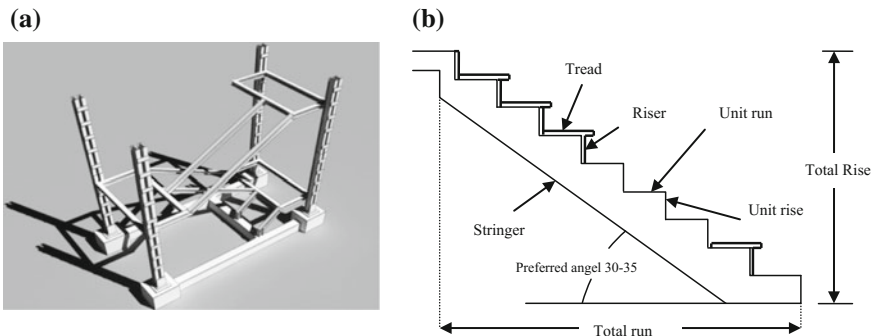 (a)
(b)
Tread
Riser
Unit run
Total Rise
Unit rise
Stringer
Preferred angel 30-35
Total run